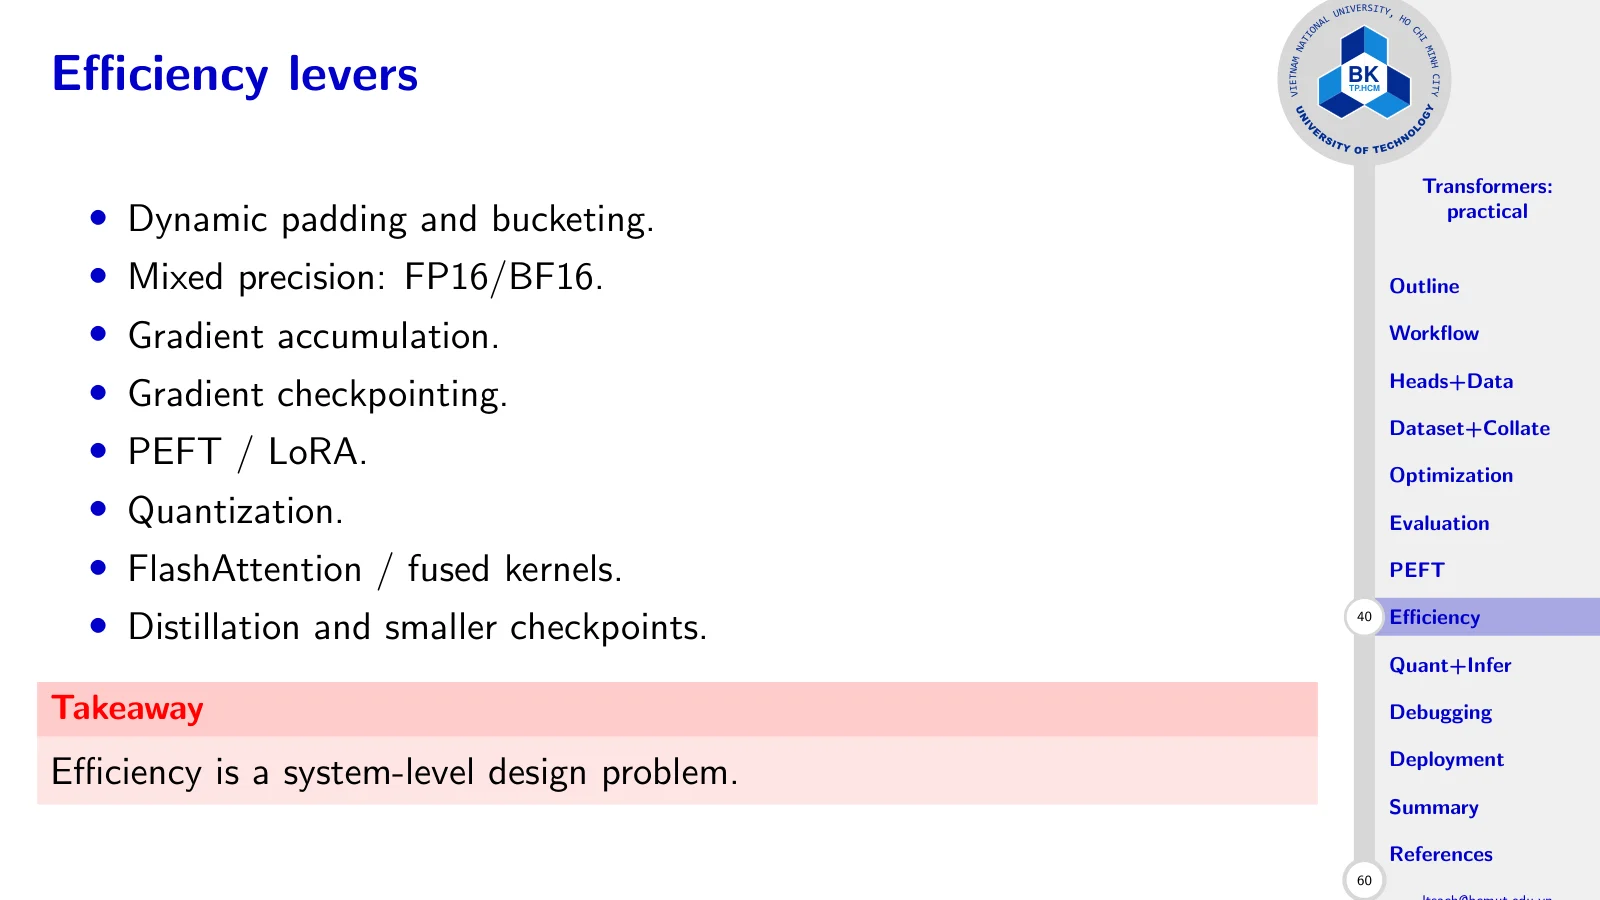 Efficiency levers
• Dynamic padding and bucketing.
• Mixed precision: FP16/BF16.
• Gradient accumulation.
• Gradient checkpointing.
• PEFT / LoRA.
• Quantization.
• FlashAttention / fused kernels.
• Distillation and smaller checkpoints.
Takeaway
Efficiency is a system-level design problem.
VIETNAM NATIONAL UNIVERSITY, HO CHI MINH CITY
BK
TP.HCM
UNIVERSITY OF TECHNOLOGY
Transformers:
practical
Outline
Workflow
Heads+Data
Dataset+Collate
Optimization
Evaluation
PEFT
40
Efficiency
Quant+Infer
Debugging
Deployment
Summary
References
60